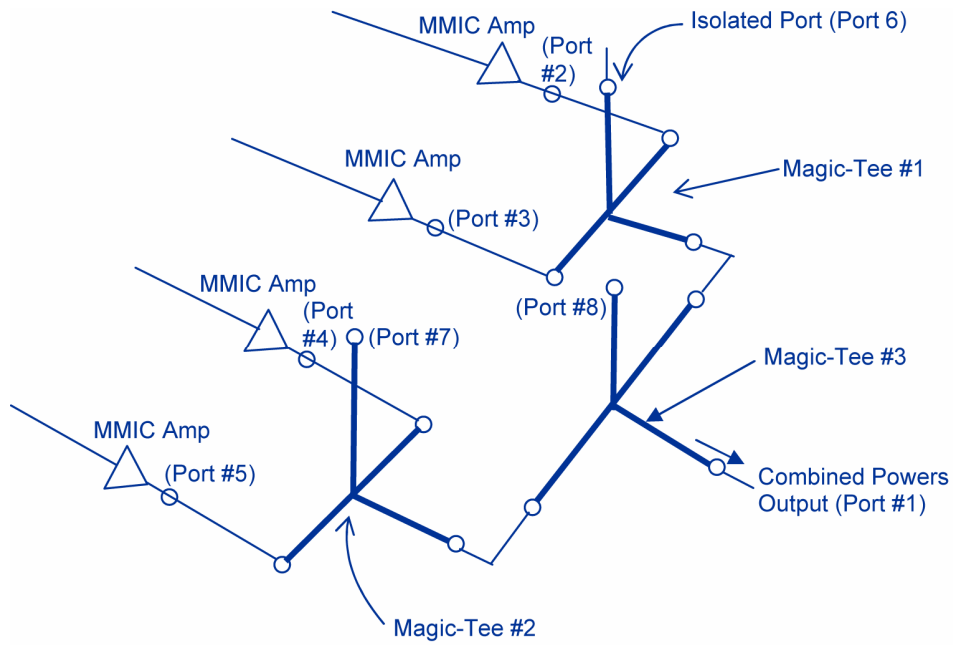 Isolated Port (Port 6)
MMIC Amp
(Port
#2)
MMIC Amp
Magic-Tee #1
(Port #3)
MMIC Amp
(Port
#4)
(Port #7)
(Port #8)
Magic-Tee #3
MMIC Amp
(Port #5)
Combined Powers
Output (Port #1)
Magic-Tee #2